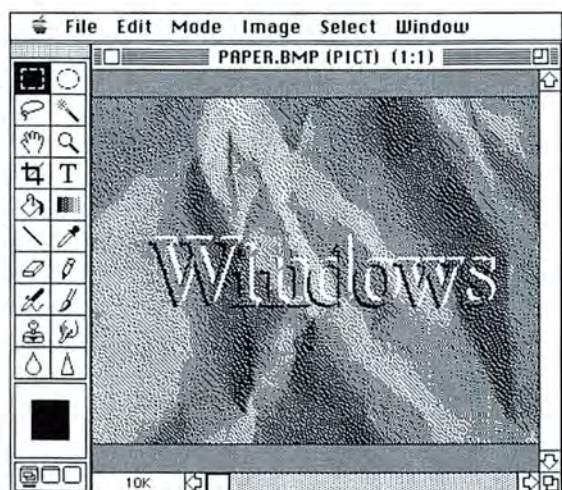 File Edit Mode Image Select Window
PAPER.BMP (PICT) (1:1)
T
Windows
10K